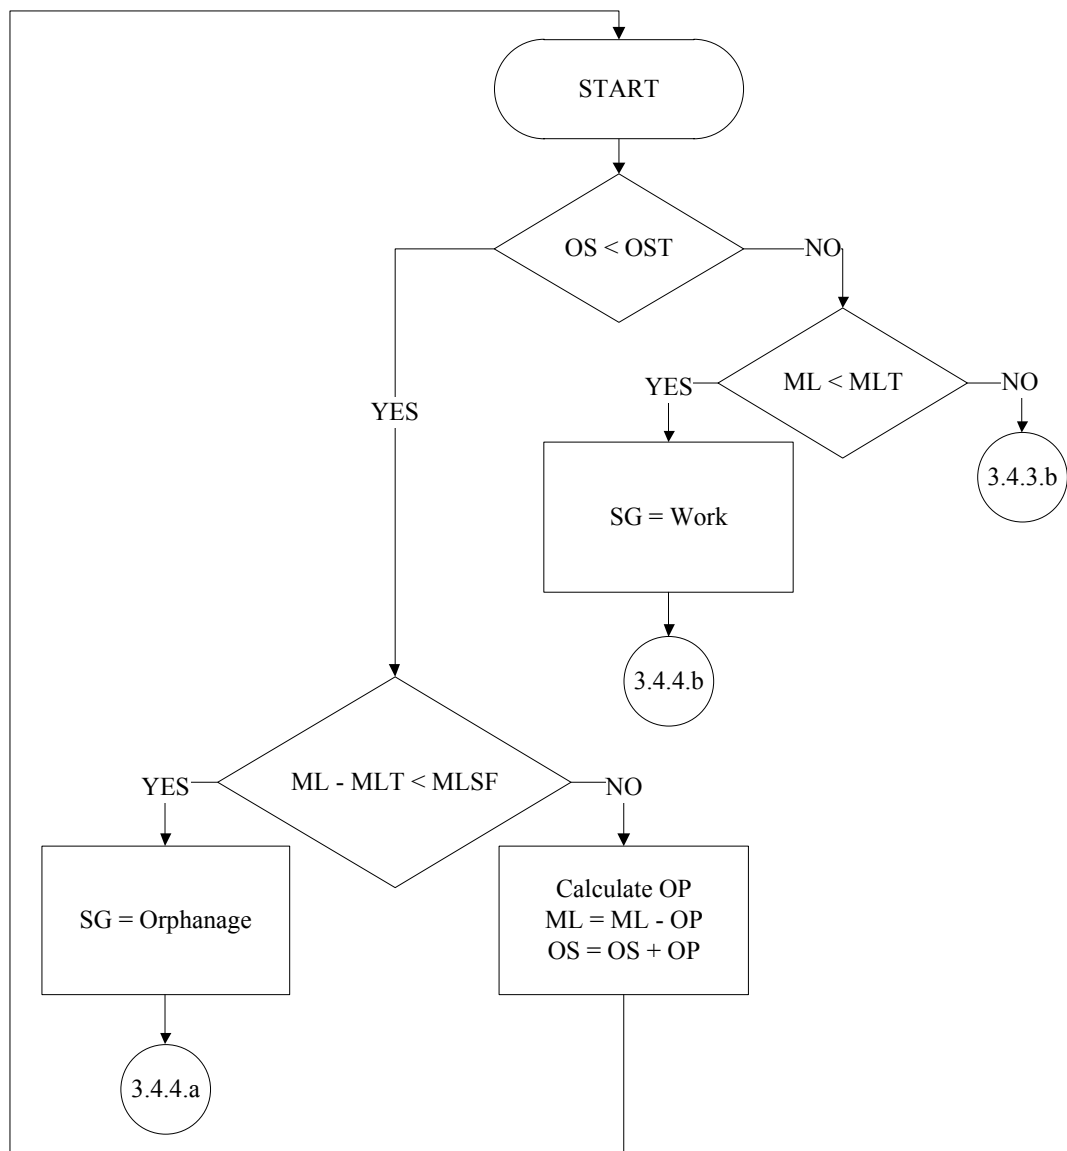 START
OS < OST
NO
ML < MLT
YES
NO
YES
3.4.3.b
SG = Work
3.4.4.b
ML - MLT < MLSF
YES
NO
Calculate OP
ML = ML - OP
OS = OS + OP
SG = Orphanage
3.4.4.a